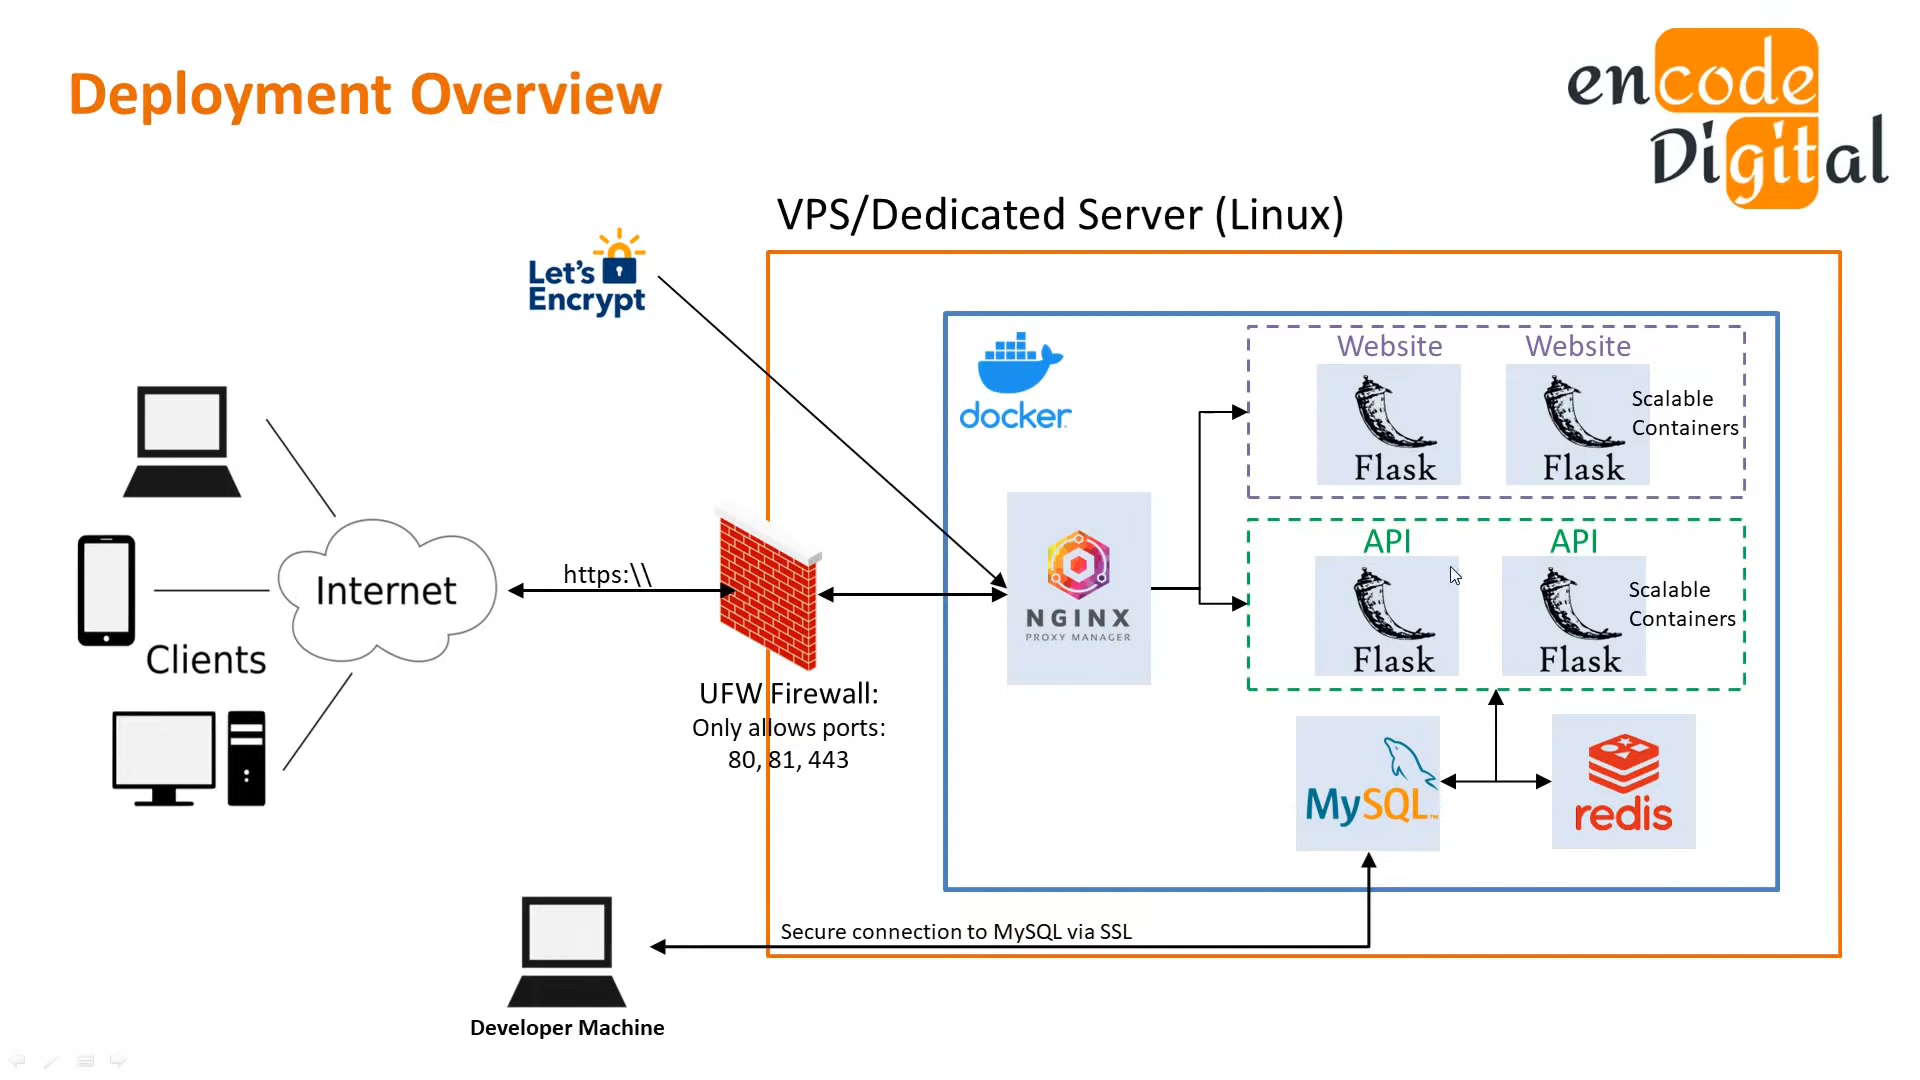 Deployment Overview
encode
Digital
VPS/Dedicated Server (Linux)
Let's
Encrypt
docker
Website
Website
Flask
Flask
Scalable
Containers
Internet
Clients
https:\\
NGINX
PROXY MANAGER
API
API
Flask
Flask
Scalable
Containers
UFW Firewall:
Only allows ports:
80, 81, 443
MySQL™
redis
Secure connection to MySQL via SSL
Developer Machine